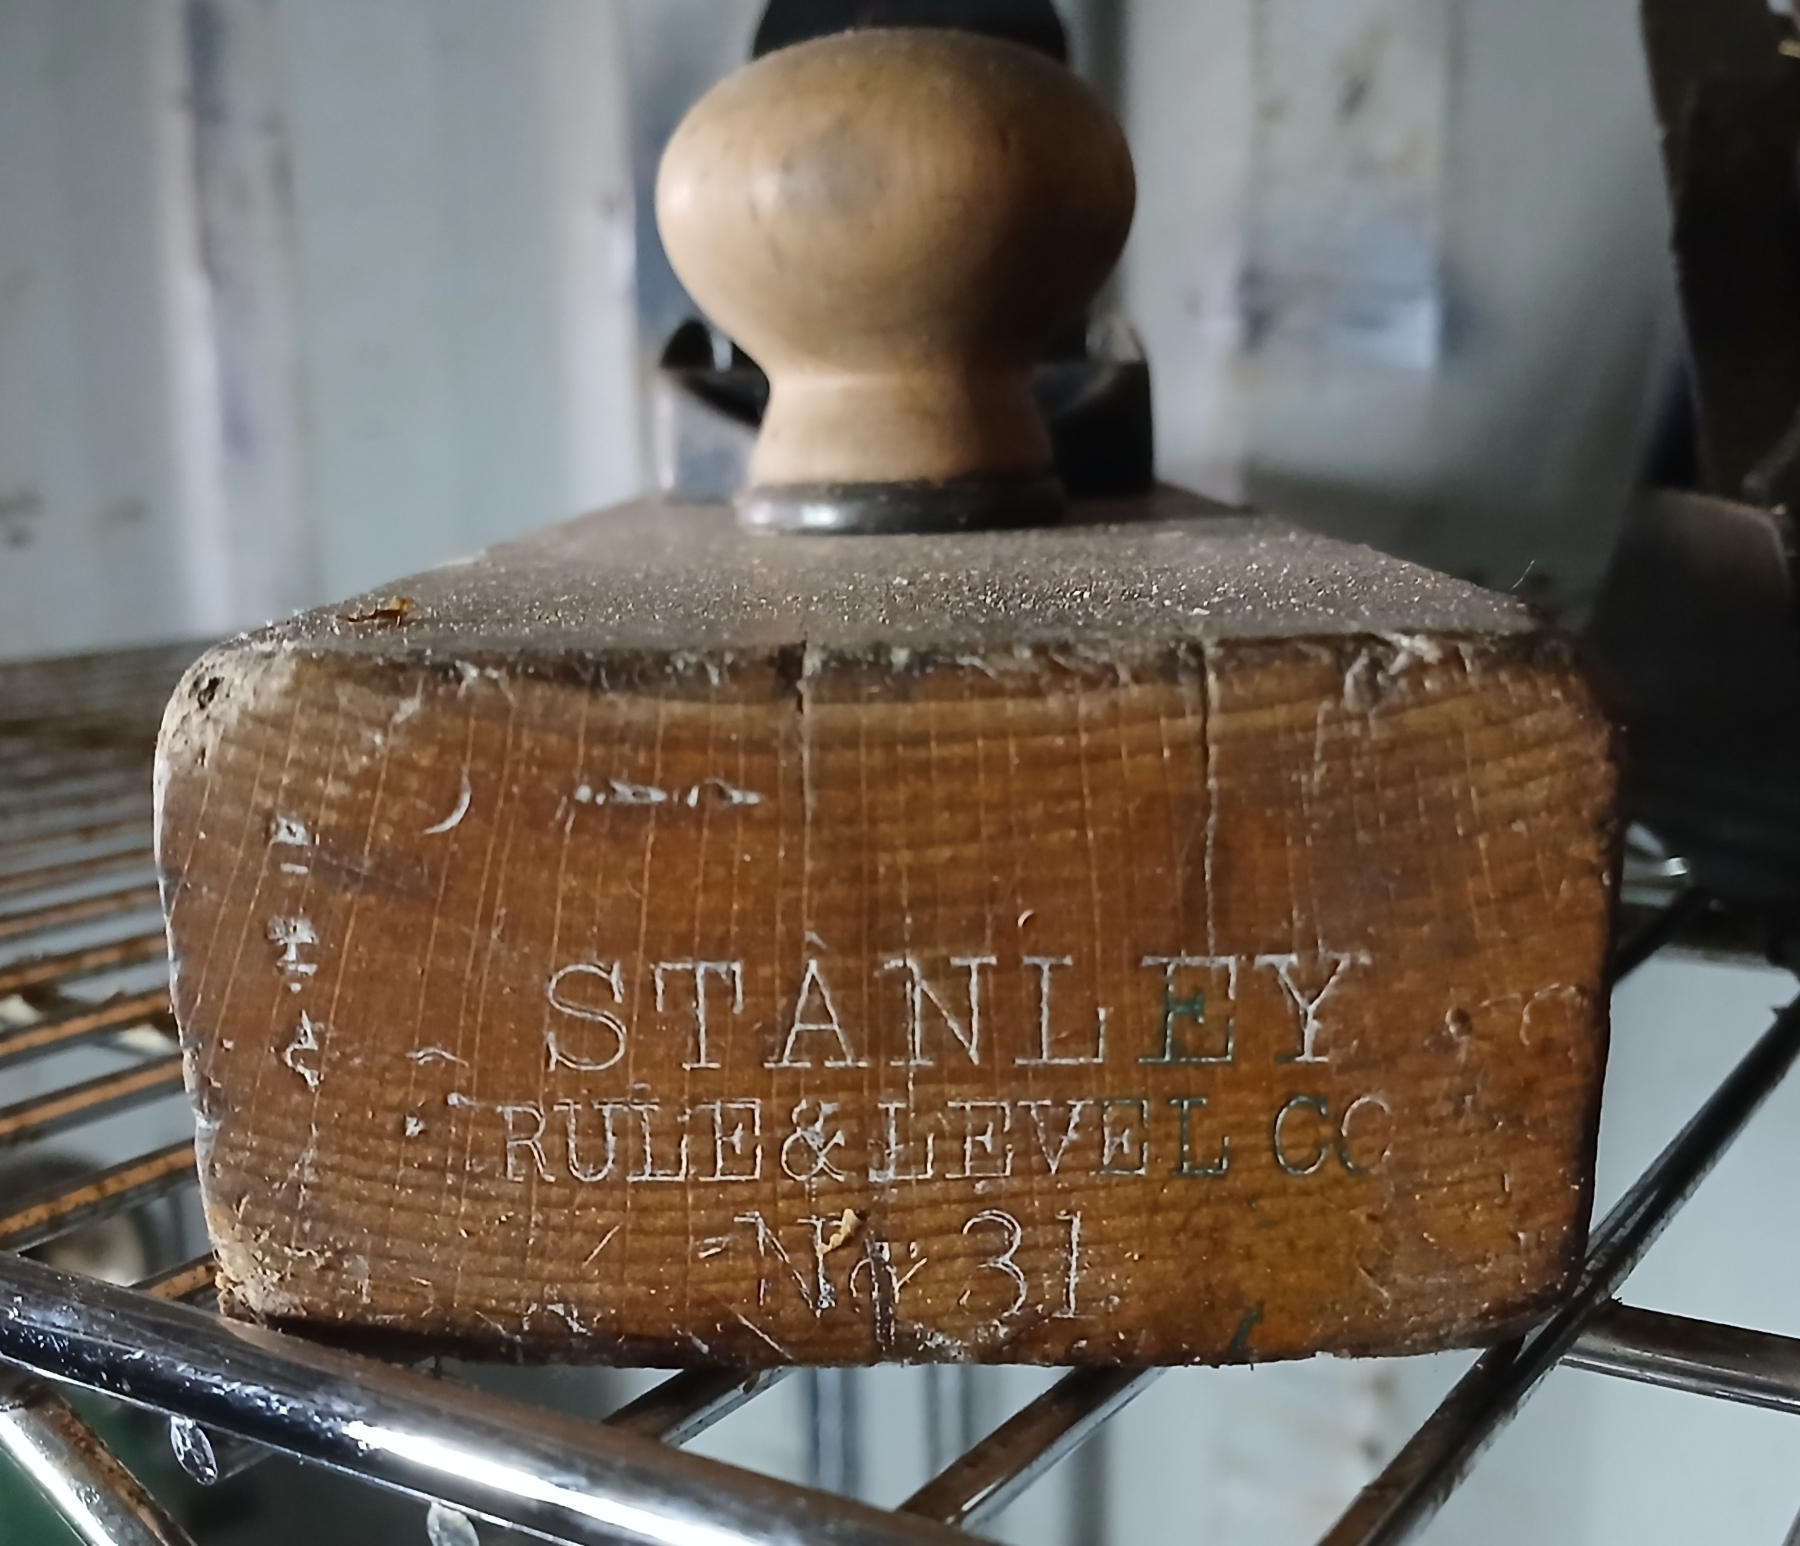 STANLEY
RULE & LEVEL CO
No. 31